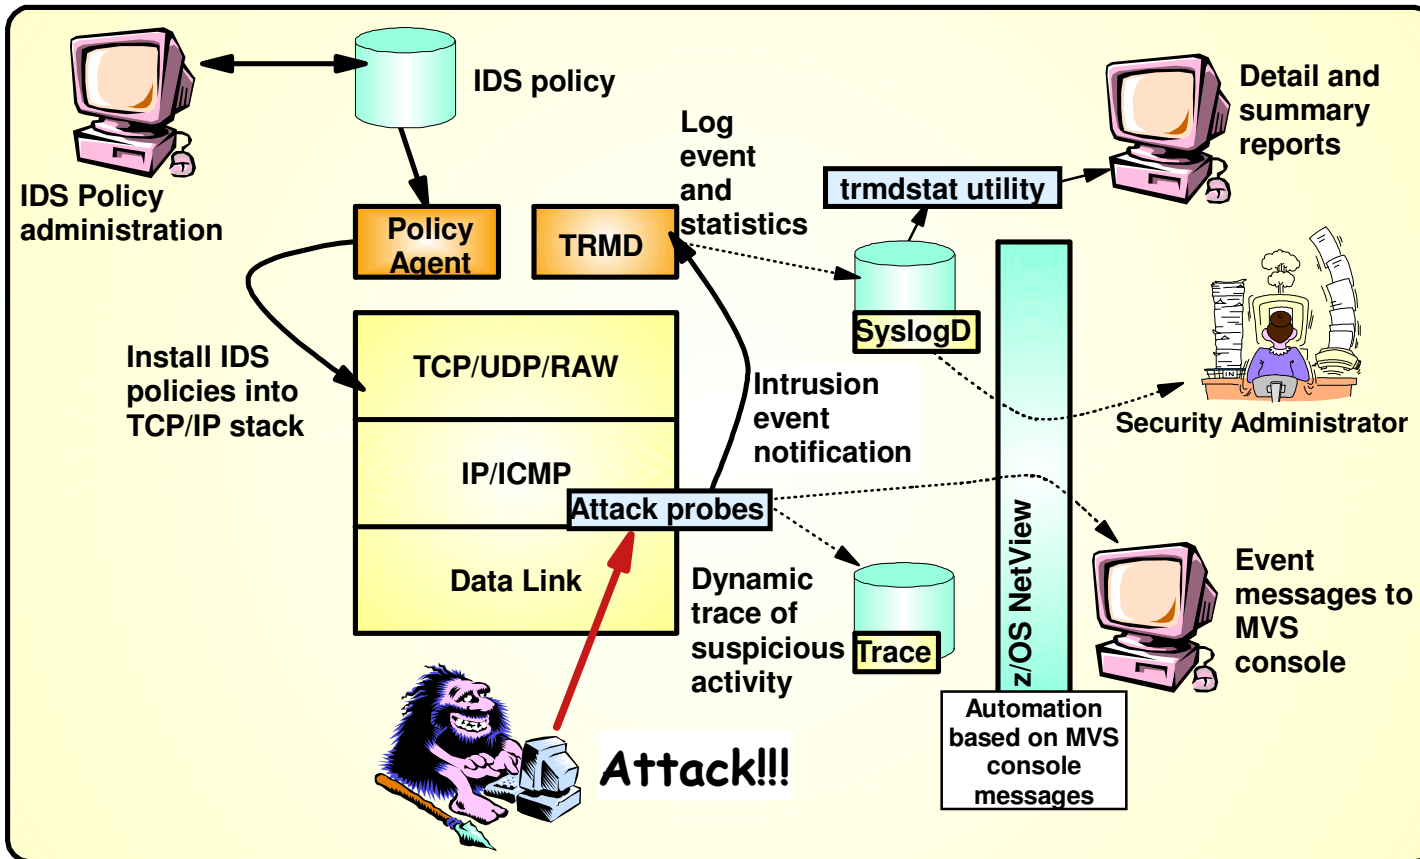 IDS policy
IDS Policy
administration
Policy
Agent
TRMD
Log
event
and
statistics
trmdstat utility
Detail and
summary
reports
SyslogD
Security Administrator
Install IDS
policies into
TCP/IP stack
TCP/UDP/RAW
IP/ICMP
Data Link
Attack probes
Intrusion
event
notification
Dynamic
trace of
suspicious
activity
Trace
z/OS NetView
Event
messages to
MVS
console
Automation
based on MVS
console
messages
Attack!!!